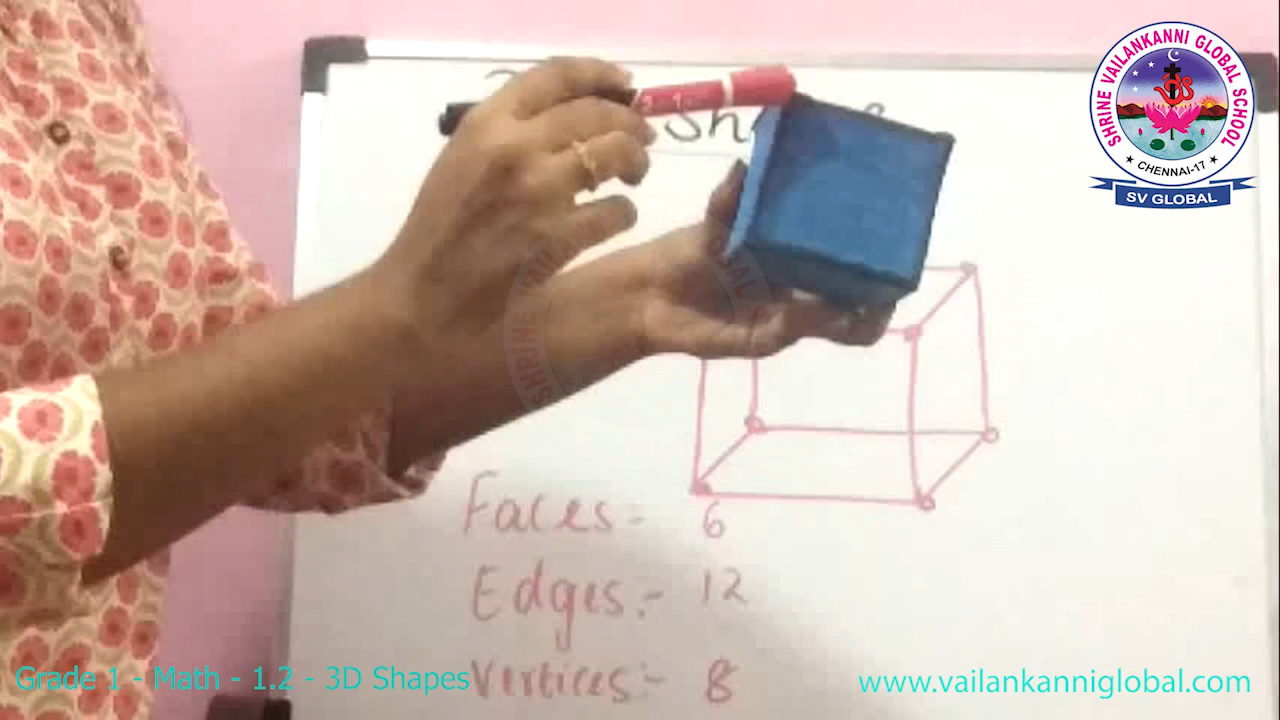 SHRINE VAILANKANNI GLOBAL SCHOOL
★ CHENNAI-17 ★
SV GLOBAL
Sh
Faces:- 6
Edges:- 12
Vertices:- 8
Grade 1 - Math - 1.2 - 3D Shapes
www.vailankanniglobal.com